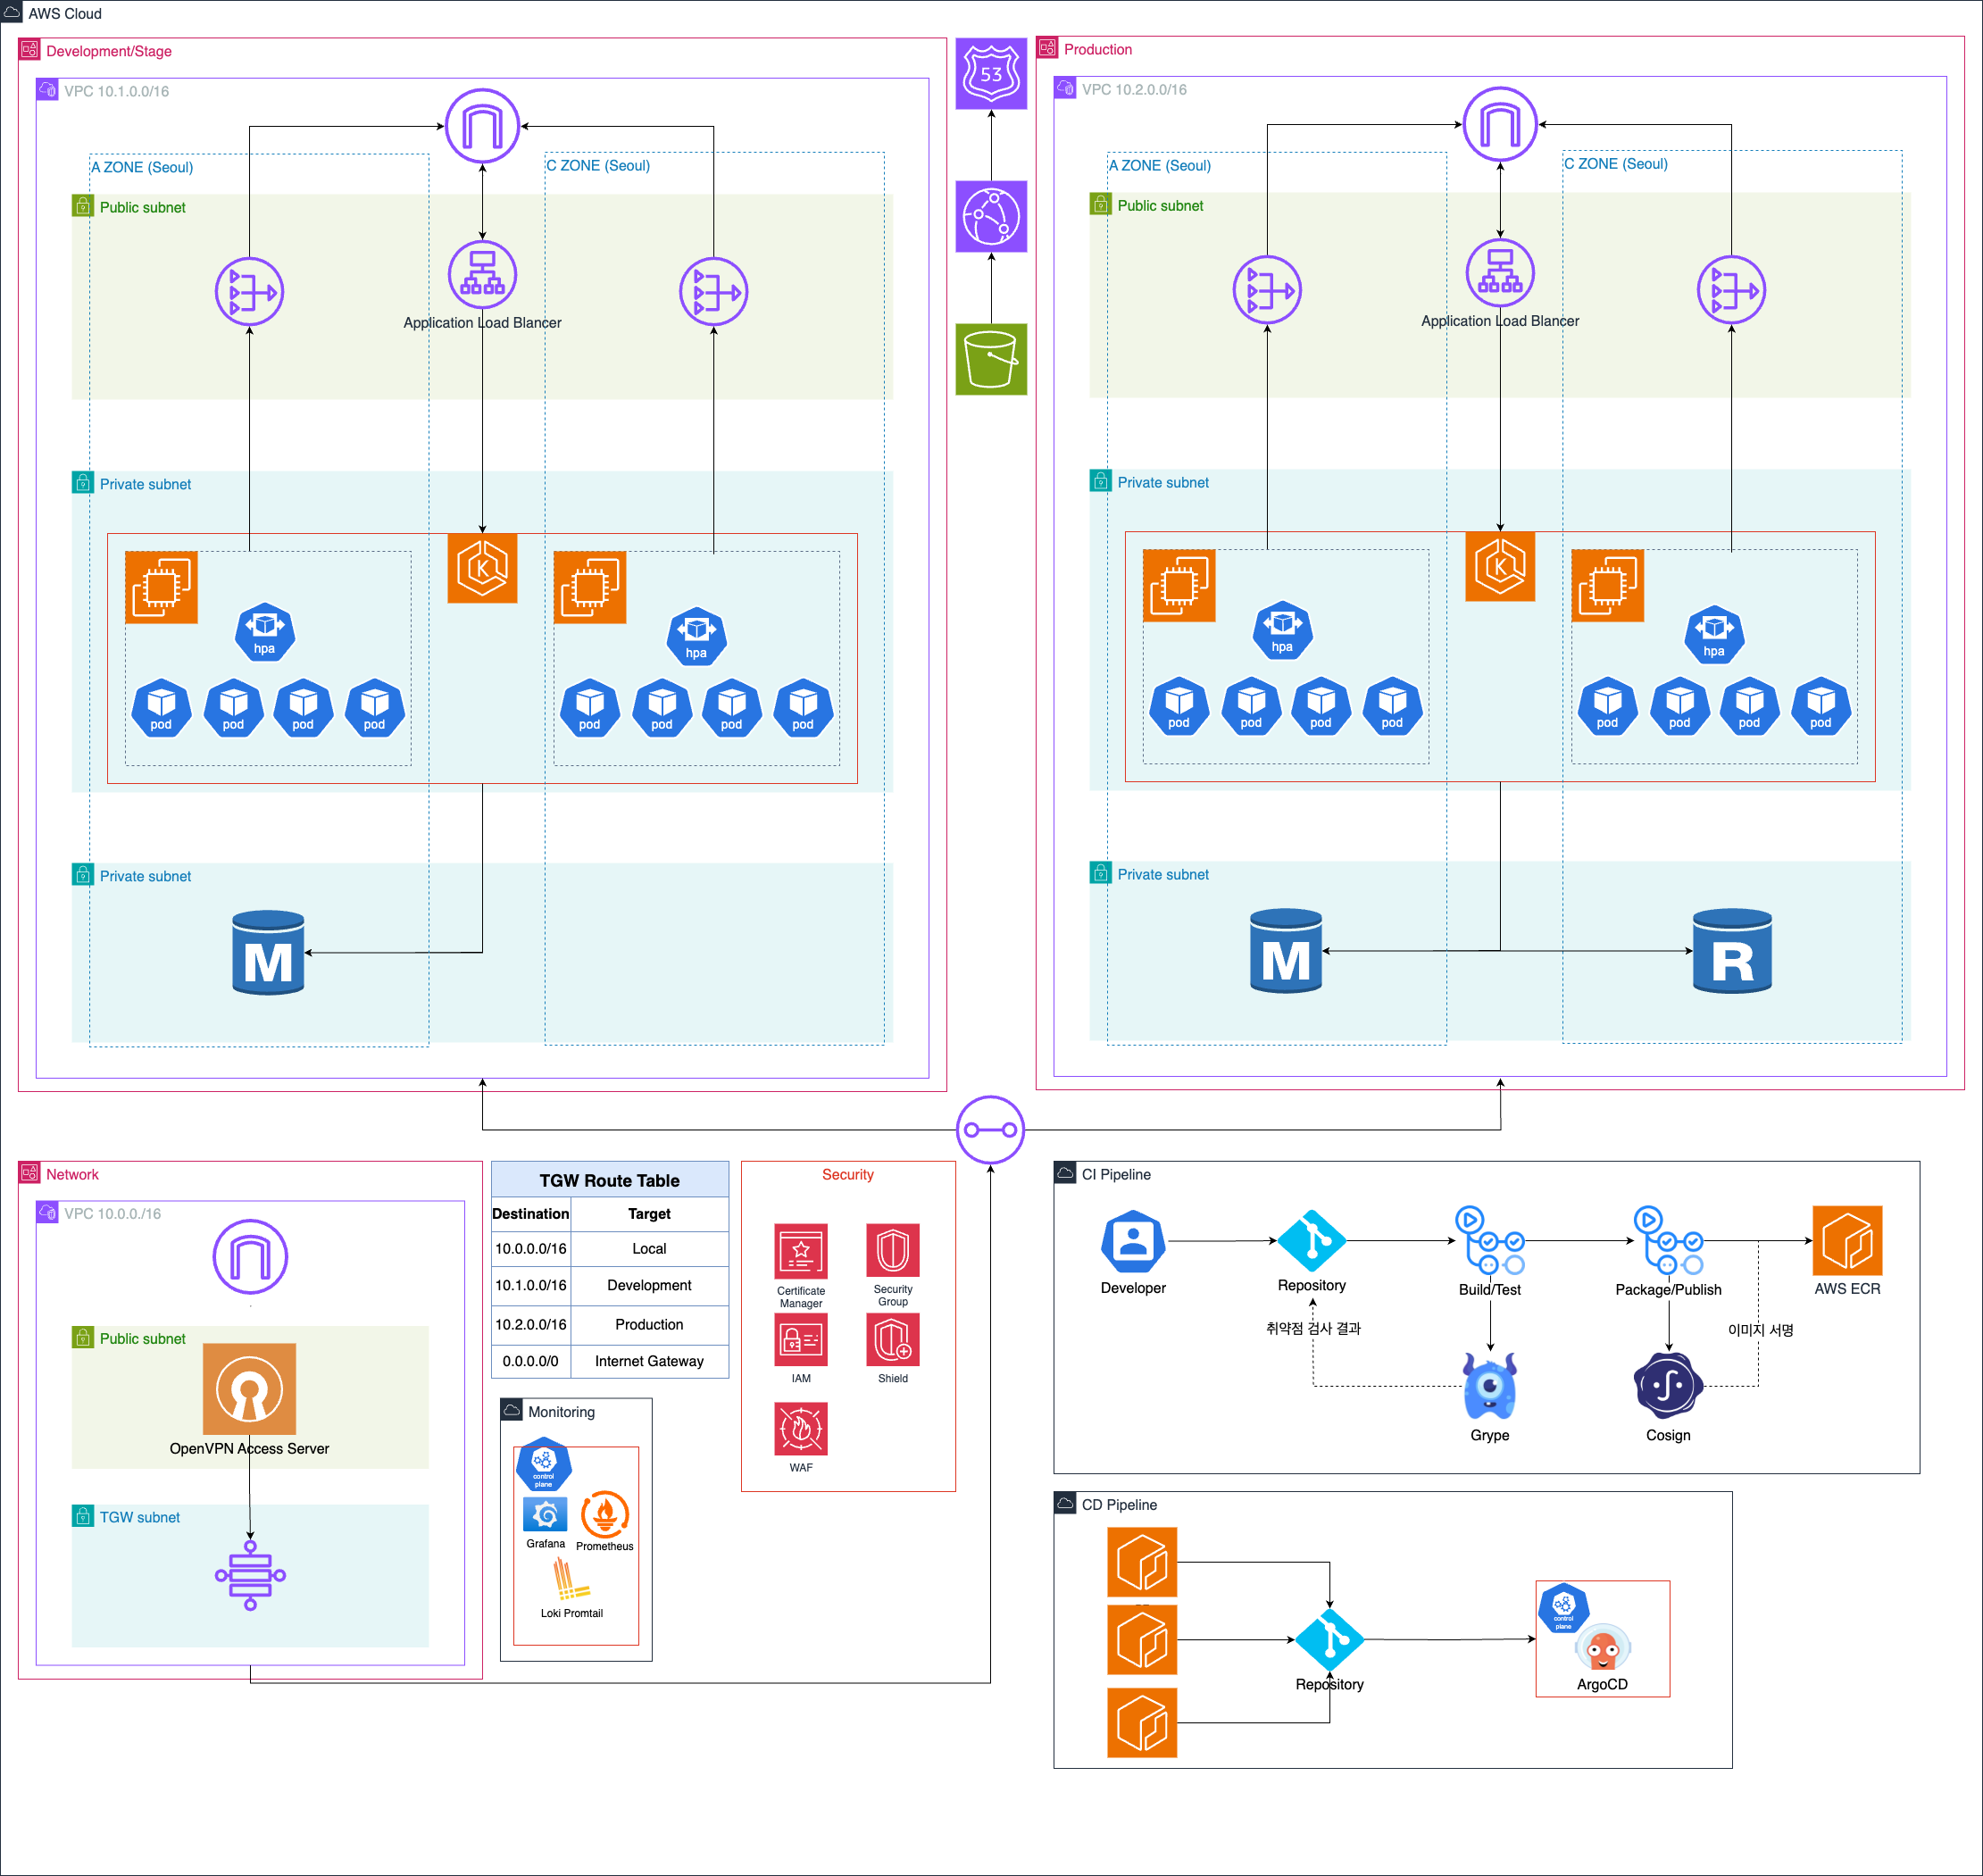 AWS Cloud
Development/Stage
VPC 10.1.0.0/16
A ZONE (Seoul)
C ZONE (Seoul)
Public subnet
Application Load Blancer
Private subnet
K
hpa
hpa
pod
pod
pod
pod
pod
pod
pod
pod
Private subnet
M
53
Production
VPC 10.2.0.0/16
A ZONE (Seoul)
C ZONE (Seoul)
Public subnet
Application Load Blancer
Private subnet
K
hpa
hpa
pod
pod
pod
pod
pod
pod
pod
pod
Private subnet
M
R
Network
VPC 10.0.0./16
Public subnet
OpenVPN Access Server
TGW subnet
TGW Route Table
Destination Target
10.0.0.0/16 Local
10.1.0.0/16 Development
10.2.0.0/16 Production
0.0.0.0/0 Internet Gateway
Monitoring
control
plane
Grafana
Prometheus
Loki Promtail
Security
Certificate
Manager
Security
Group
IAM
Shield
WAF
CI Pipeline
Developer
Repository
Build/Test
Package/Publish
AWS ECR
취약점 검사 결과
이미지 서명
Grype
Cosign
CD Pipeline
Repository
control
plane
ArgoCD